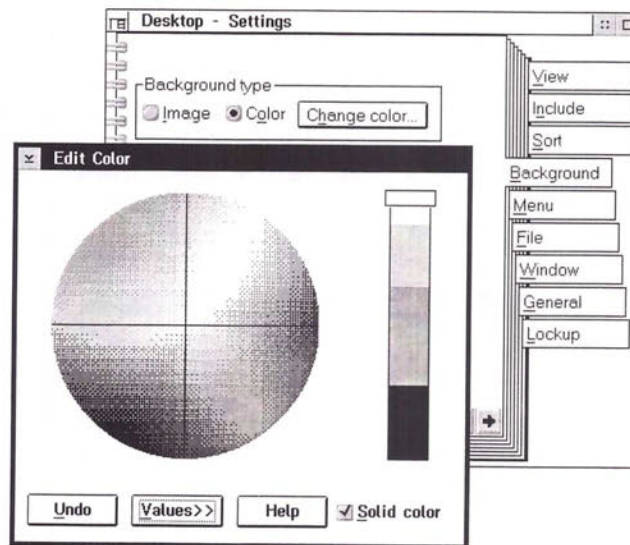 Desktop - Settings
Background type
Image
Color
Change color...
View
Include
Sort
Background
Menu
File
Window
General
Lockup
Edit Color
Undo
Values>>
Help
Solid color